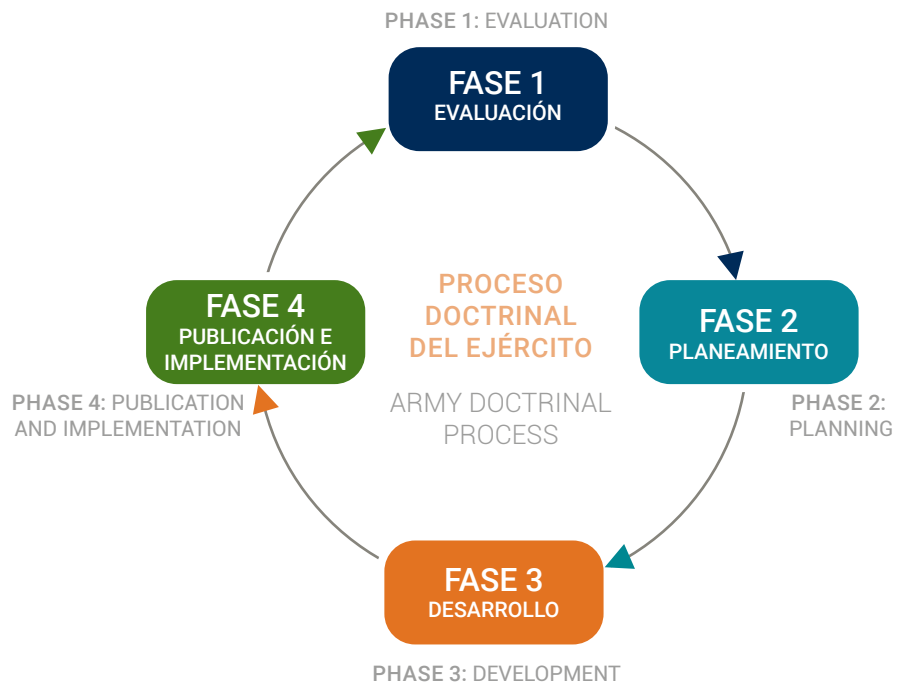 PHASE 1: EVALUATION
FASE 1
EVALUACIÓN
PROCESO
DOCTRINAL
DEL EJÉRCITO
ARMY DOCTRINAL
PROCESS
FASE 2
PLANEAMIENTO
PHASE 2:
PLANNING
FASE 3
DESARROLLO
PHASE 3: DEVELOPMENT
FASE 4
PUBLICACIÓN E
IMPLEMENTACIÓN
PHASE 4: PUBLICATION
AND IMPLEMENTATION